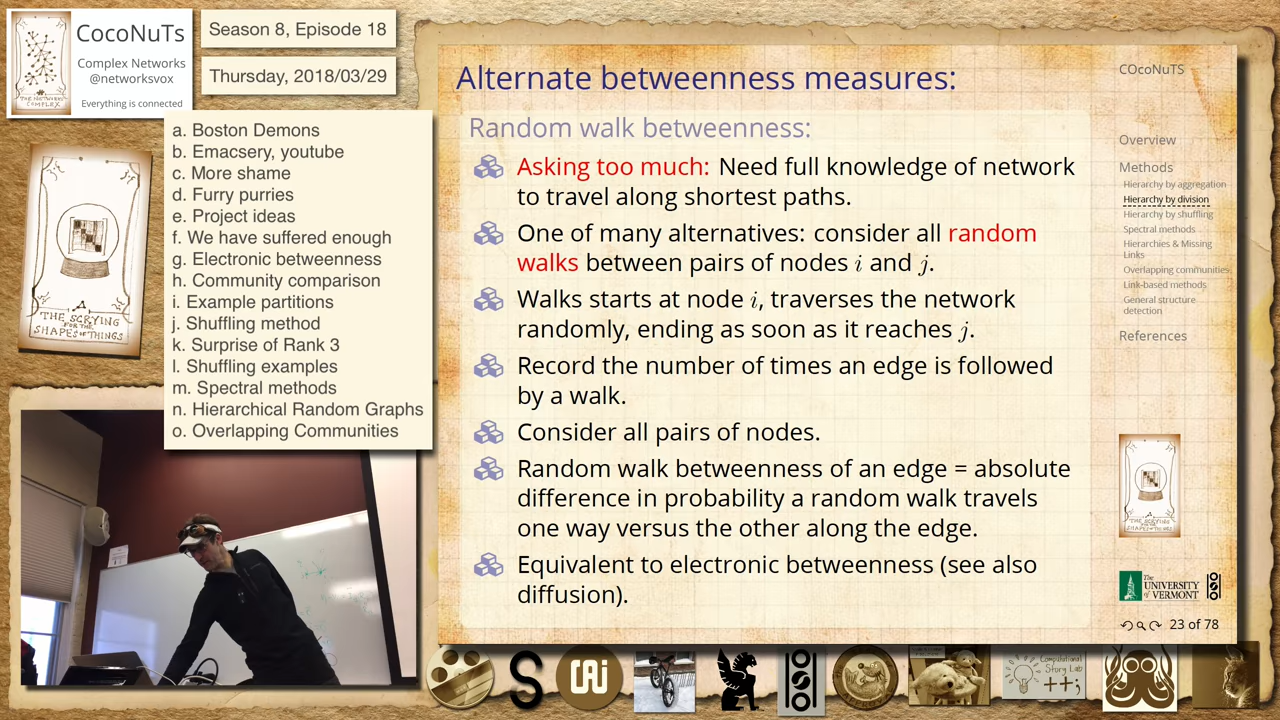 CocoNuTs
Complex Networks
@networksvox
Everything is connected
Season 8, Episode 18
Thursday, 2018/03/29
a. Boston Demons
b. Emacsery, youtube
c. More shame
d. Furry purries
e. Project ideas
f. We have suffered enough
g. Electronic betweenness
h. Community comparison
i. Example partitions
j. Shuffling method
k. Surprise of Rank 3
l. Shuffling examples
m. Spectral methods
n. Hierarchical Random Graphs
o. Overlapping Communities
THE SCRYING
FOR THE
SHAPES OF THINGS
Alternate betweenness measures:
Random walk betweenness:
Asking too much: Need full knowledge of network
to travel along shortest paths.
One of many alternatives: consider all random
walks between pairs of nodes i and j.
Walks starts at node i, traverses the network
randomly, ending as soon as it reaches j.
Record the number of times an edge is followed
by a walk.
Consider all pairs of nodes.
Random walk betweenness of an edge = absolute
difference in probability a random walk travels
one way versus the other along the edge.
Equivalent to electronic betweenness (see also
diffusion).
COcoNuTS
Overview
Methods
Hierarchy by aggregation
Hierarchy by division
Hierarchy by shuffling
Spectral methods
Hierarchies & Missing
Links
Overlapping communities
Link-based methods
General structure
detection
References
The
UNIVERSITY
of VERMONT
23 of 78
Computational
Story Lab
++;